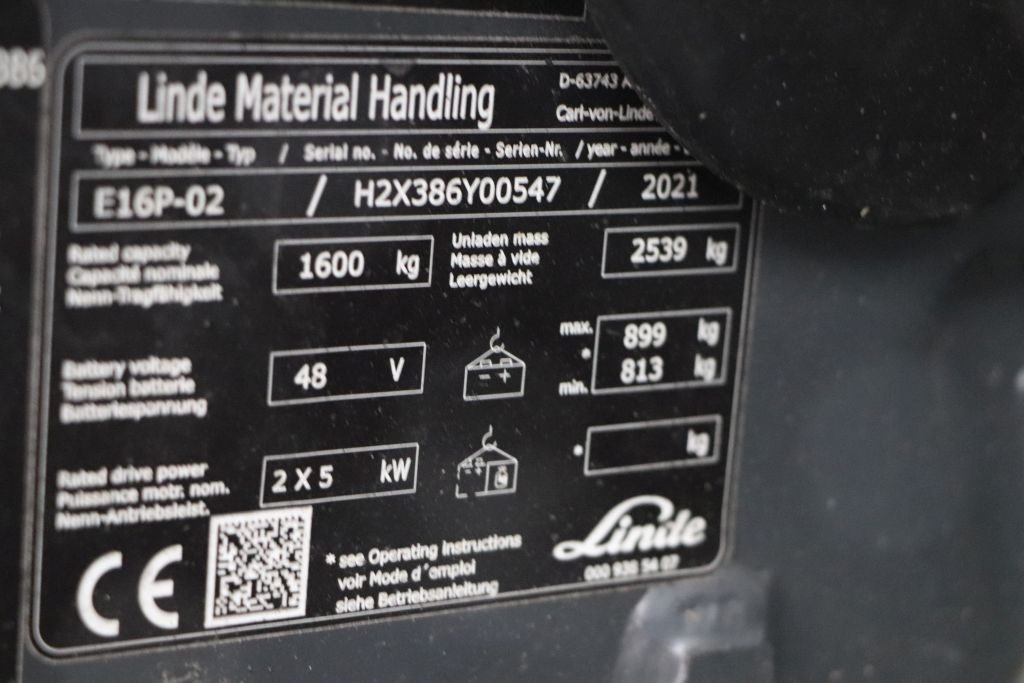 386
Linde Material Handling
D-63743
Carl-von-Linde
Type - Modèle - Typ / Serial no. - No. de série - Serien-Nr. / year - année -
E16P-02 / H2X386Y00547 / 2021
Rated capacity
Capacité nominale
Nenn-Tragfähigkeit
1600 kg
Unladen mass
Masse à vide
Leergewicht
2539 kg
Battery voltage
Tension batterie
Batteriespannung
48 V
- +
max.
*
min.
899 kg
813 kg
Rated drive power
Puissance motr. nom.
Nenn-Antriebsleist.
2 X 5 kW
- +
* kg
CE
* see Operating instructions
voir Mode d'emploi
siehe Betriebsanleitung
Linde
000 938 54 07